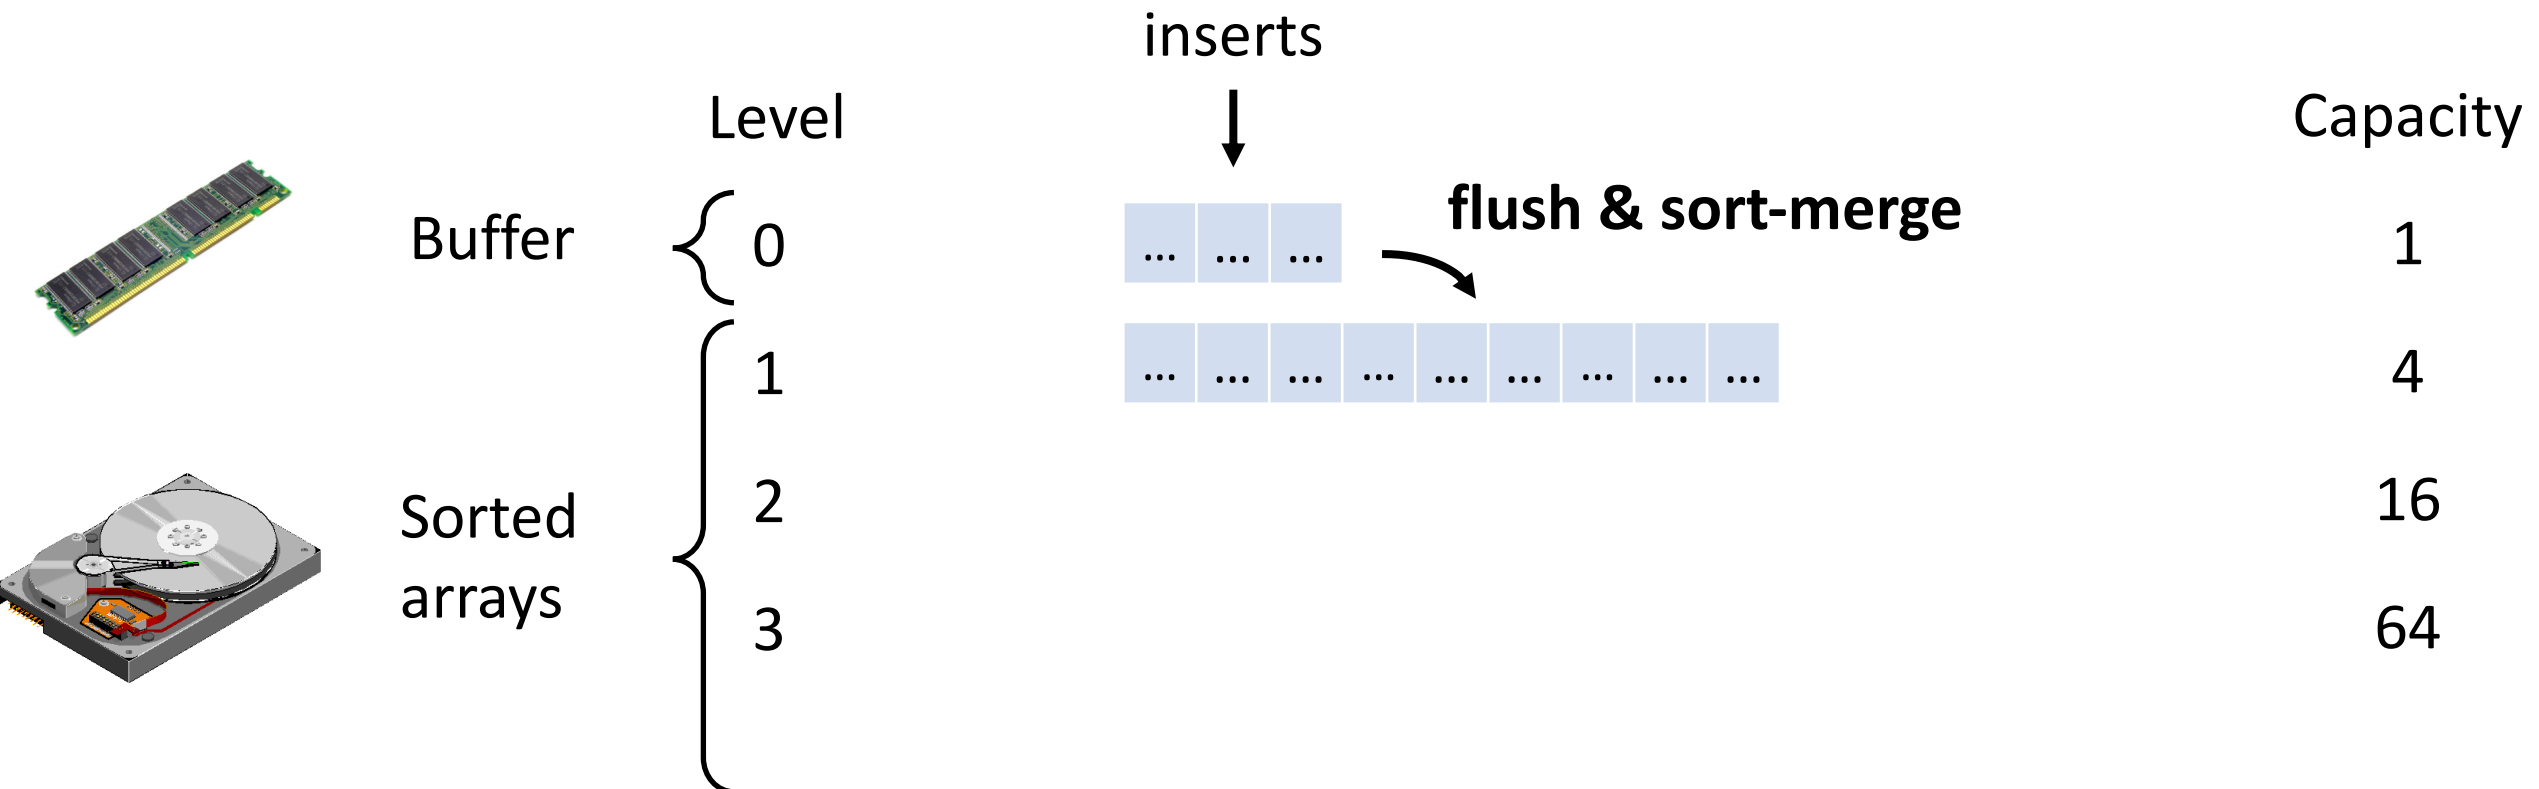 inserts
Level
Capacity
Buffer
0
... ... ...
flush & sort-merge
1
1
... ... ... ... ... ... ... ... ...
4
Sorted
arrays
2
16
3
64